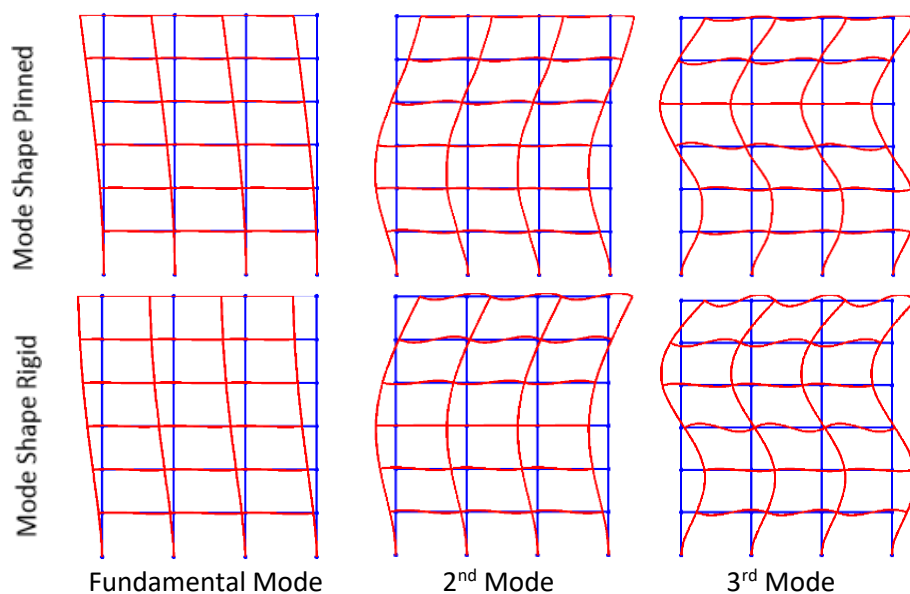 Mode Shape Pinned
Mode Shape Rigid
Fundamental Mode
2nd Mode
3rd Mode